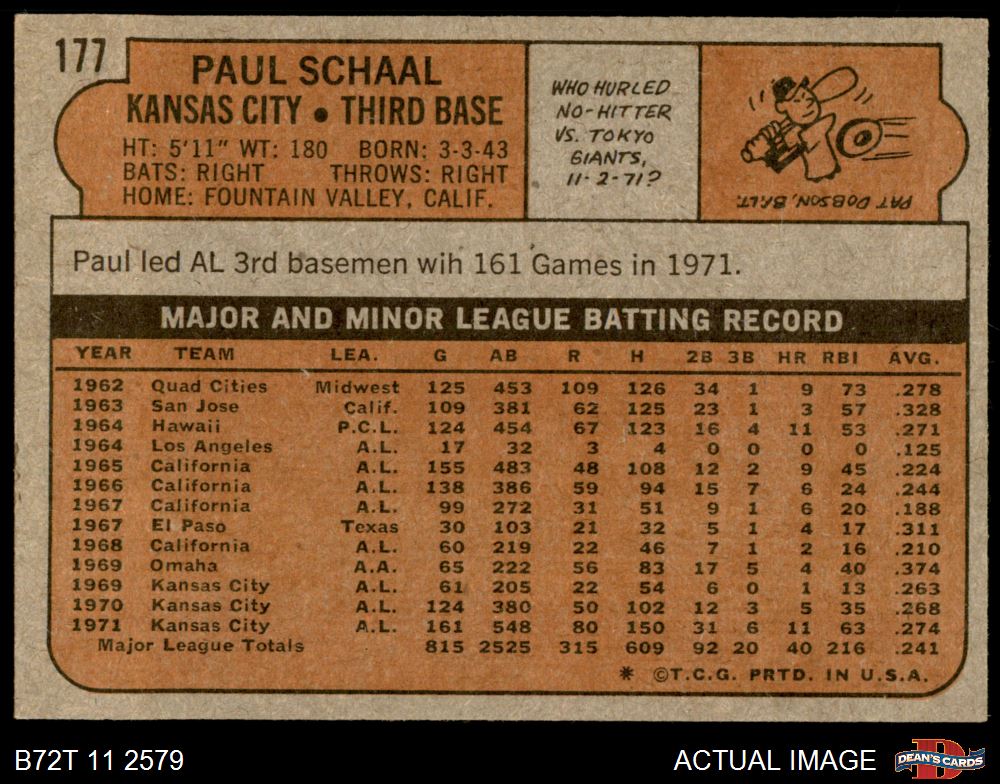 177
PAUL SCHAAL
KANSAS CITY • THIRD BASE
HT: 5'11" WT: 180 BORN: 3-3-43
BATS: RIGHT THROWS: RIGHT
HOME: FOUNTAIN VALLEY, CALIF.
WHO HURLED
NO-HITTER
VS. TOKYO
GIANTS,
11-2-71?
PAT DOBSON, BALT.
Paul led AL 3rd basemen wih 161 Games in 1971.
MAJOR AND MINOR LEAGUE BATTING RECORD
YEAR TEAM LEA. G AB R H 2B 3B HR RBI AVG.
1962 Quad Cities Midwest 125 453 109 126 34 1 9 73 .278
1963 San Jose Calif. 109 381 62 125 23 1 3 57 .328
1964 Hawaii P.C.L. 124 454 67 123 16 4 11 53 .271
1964 Los Angeles A.L. 17 32 3 4 0 0 0 0 .125
1965 California A.L. 155 483 48 108 12 2 9 45 .224
1966 California A.L. 138 386 59 94 15 7 6 24 .244
1967 California A.L. 99 272 31 51 9 1 6 20 .188
1967 El Paso Texas 30 103 21 32 5 1 4 17 .311
1968 California A.L. 60 219 22 46 7 1 2 16 .210
1969 Omaha A.A. 65 222 56 83 17 5 4 40 .374
1969 Kansas City A.L. 61 205 22 54 6 0 1 13 .263
1970 Kansas City A.L. 124 380 50 102 12 3 5 35 .268
1971 Kansas City A.L. 161 548 80 150 31 6 11 63 .274
Major League Totals 815 2525 315 609 92 20 40 216 .241
* ©T.C.G. PRTD. IN U.S.A.
B72T 11 2579
ACTUAL IMAGE
D
DEAN'S CARDS